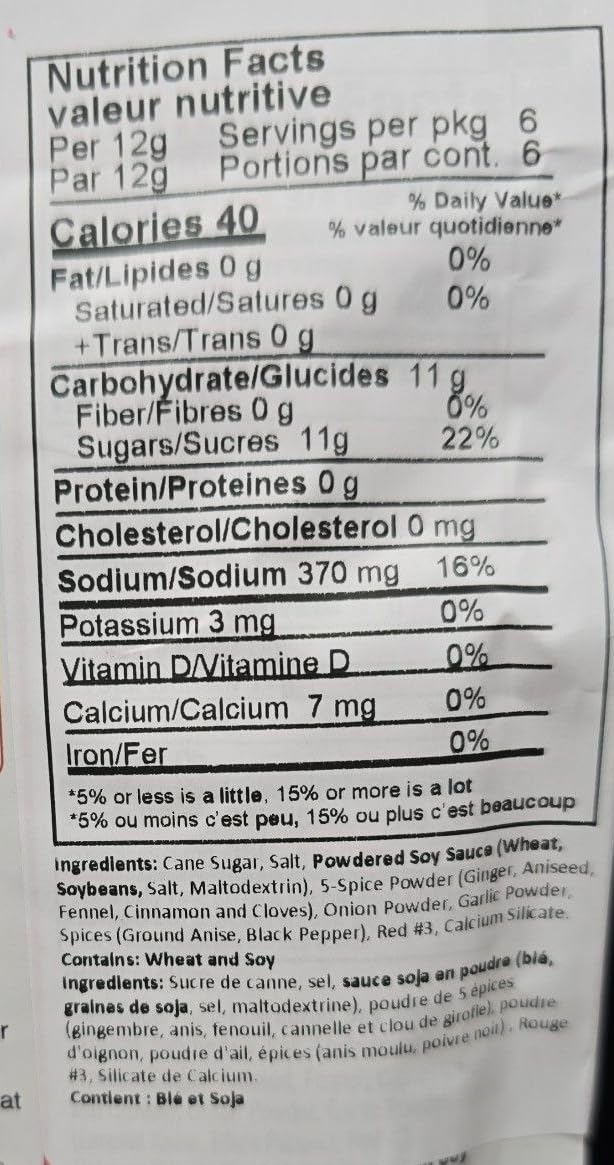 Nutrition Facts
valeur nutritive
Per 12g Servings per pkg 6
Par 12g Portions par cont. 6
% Daily Value*
Calories 40 % valeur quotidienne*
Fat/Lipides 0 g 0%
Saturated/Satures 0 g 0%
+Trans/Trans 0 g
Carbohydrate/Glucides 11 g
Fiber/Fibres 0 g 0%
Sugars/Sucres 11g 22%
Protein/Proteines 0 g
Cholesterol/Cholesterol 0 mg
Sodium/Sodium 370 mg 16%
Potassium 3 mg 0%
Vitamin D/Vitamine D 0%
Calcium/Calcium 7 mg 0%
Iron/Fer 0%
*5% or less is a little, 15% or more is a lot
*5% ou moins c'est peu, 15% ou plus c'est beaucoup
Ingredients: Cane Sugar, Salt, Powdered Soy Sauce (Wheat,
Soybeans, Salt, Maltodextrin), 5-Spice Powder (Ginger, Aniseed,
Fennel, Cinnamon and Cloves), Onion Powder, Garlic Powder,
Spices (Ground Anise, Black Pepper), Red #3, Calcium Silicate.
Contains: Wheat and Soy
Ingredients: Sucre de canne, sel, sauce soja en poudre (blé,
graines de soja, sel, maltodextrine), poudre de 5 épices
(gingembre, anis, fenouil, cannelle et clou de girofle), poudre
d'oignon, poudre d'ail, épices (anis moulu, poivre noir), Rouge
#3, Silicate de Calcium.
Contient : Blé et Soja
r
at